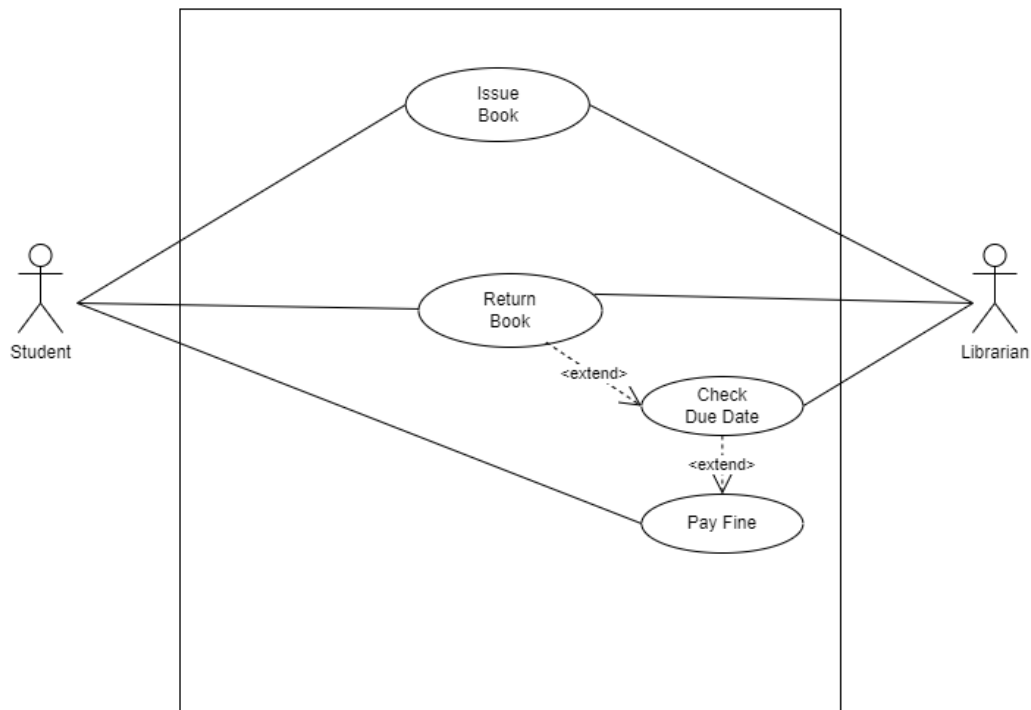 Issue
Book
Return
Book
Student
Librarian
<extend>
Check
Due Date
<extend>
Pay Fine